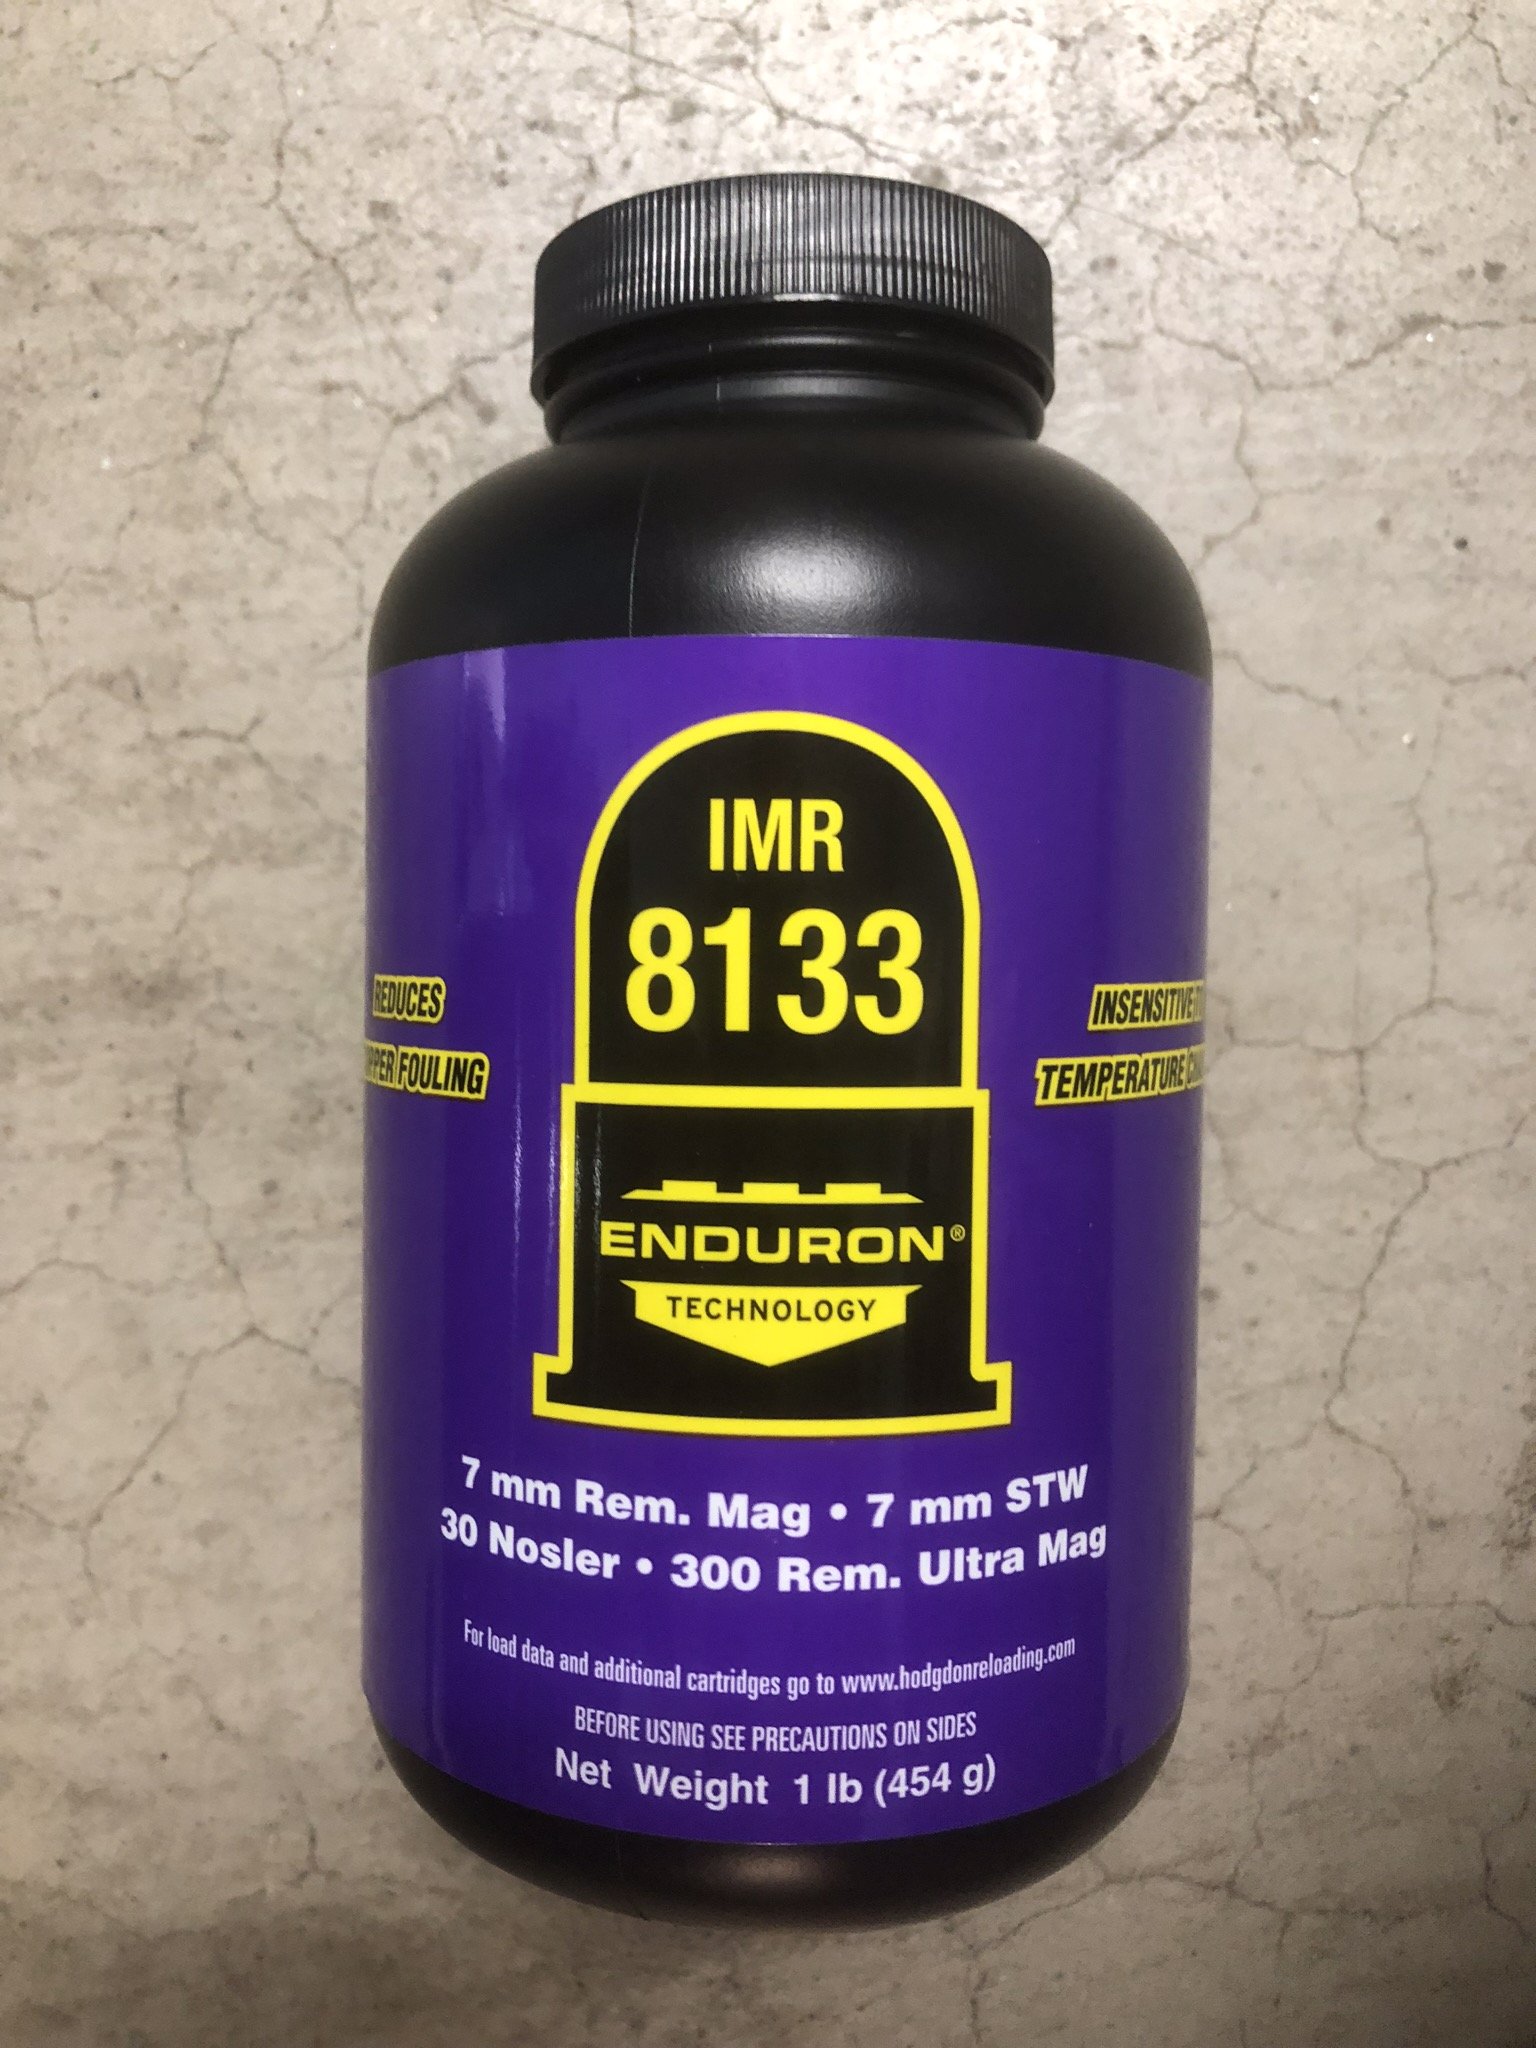 IMR
8133
REDUCES
FOULING
INSENSITIVE
TEMPERATURE
ENDURON®
TECHNOLOGY
7 mm Rem. Mag • 7 mm STW
30 Nosler • 300 Rem. Ultra Mag
For load data and additional cartridges go to www.hodgdonreloading.com
BEFORE USING SEE PRECAUTIONS ON SIDES
Net Weight 1 lb (454 g)